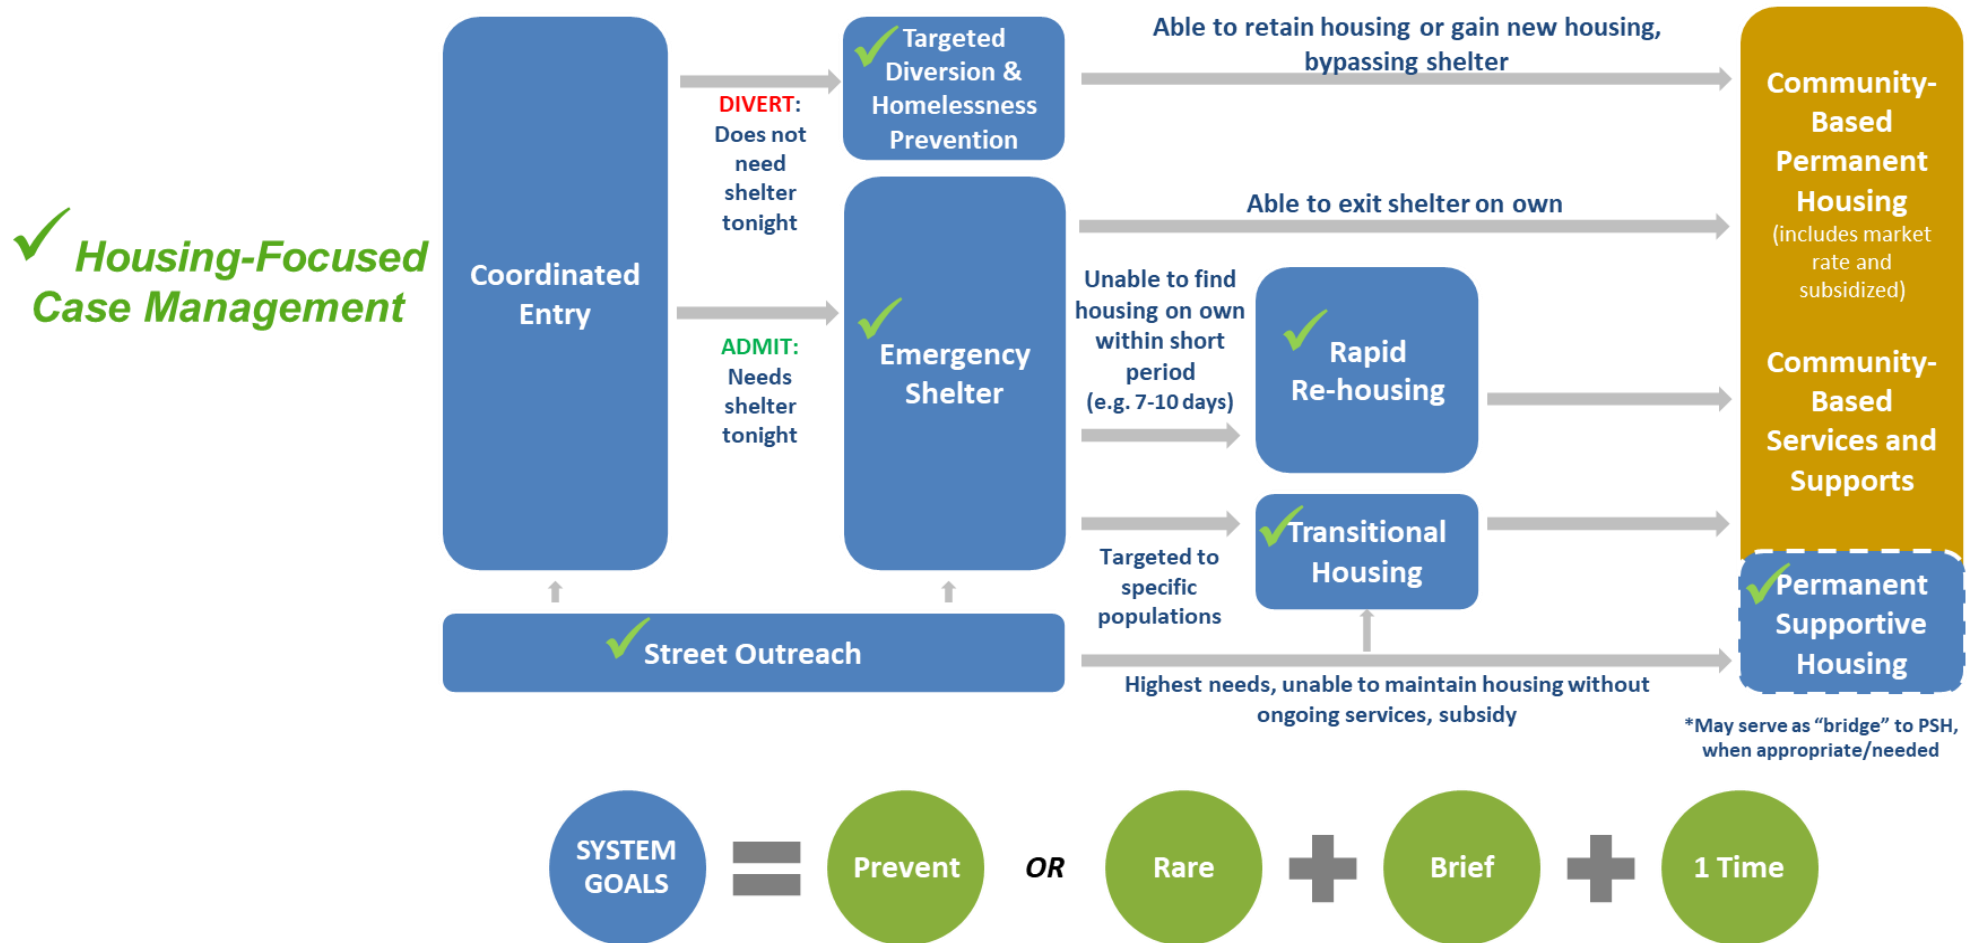 Housing-Focused
Case Management
Coordinated
Entry
DIVERT:
Does not
need
shelter
tonight
ADMIT:
Needs
shelter
tonight
Targeted
Diversion &
Homelessness
Prevention
Emergency
Shelter
Street Outreach
Able to retain housing or gain new housing,
bypassing shelter
Able to exit shelter on own
Unable to find
housing on own
within short
period
(e.g. 7-10 days)
Rapid
Re-housing
Targeted to
specific
populations
Transitional
Housing
Highest needs, unable to maintain housing without
ongoing services, subsidy
Community-
Based
Permanent
Housing
(includes market
rate and
subsidized)
Community-
Based
Services and
Supports
Permanent
Supportive
Housing
*May serve as “bridge” to PSH,
when appropriate/needed
SYSTEM
GOALS
Prevent
OR
Rare
Brief
1 Time